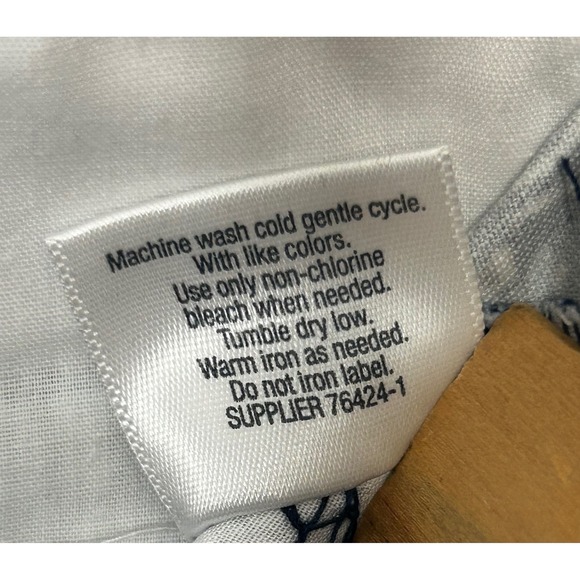 Machine wash cold gentle cycle.
With like colors.
Use only non-chlorine
bleach when needed.
Tumble dry low.
Warm iron as needed.
Do not iron label.
SUPPLIER 76424-1